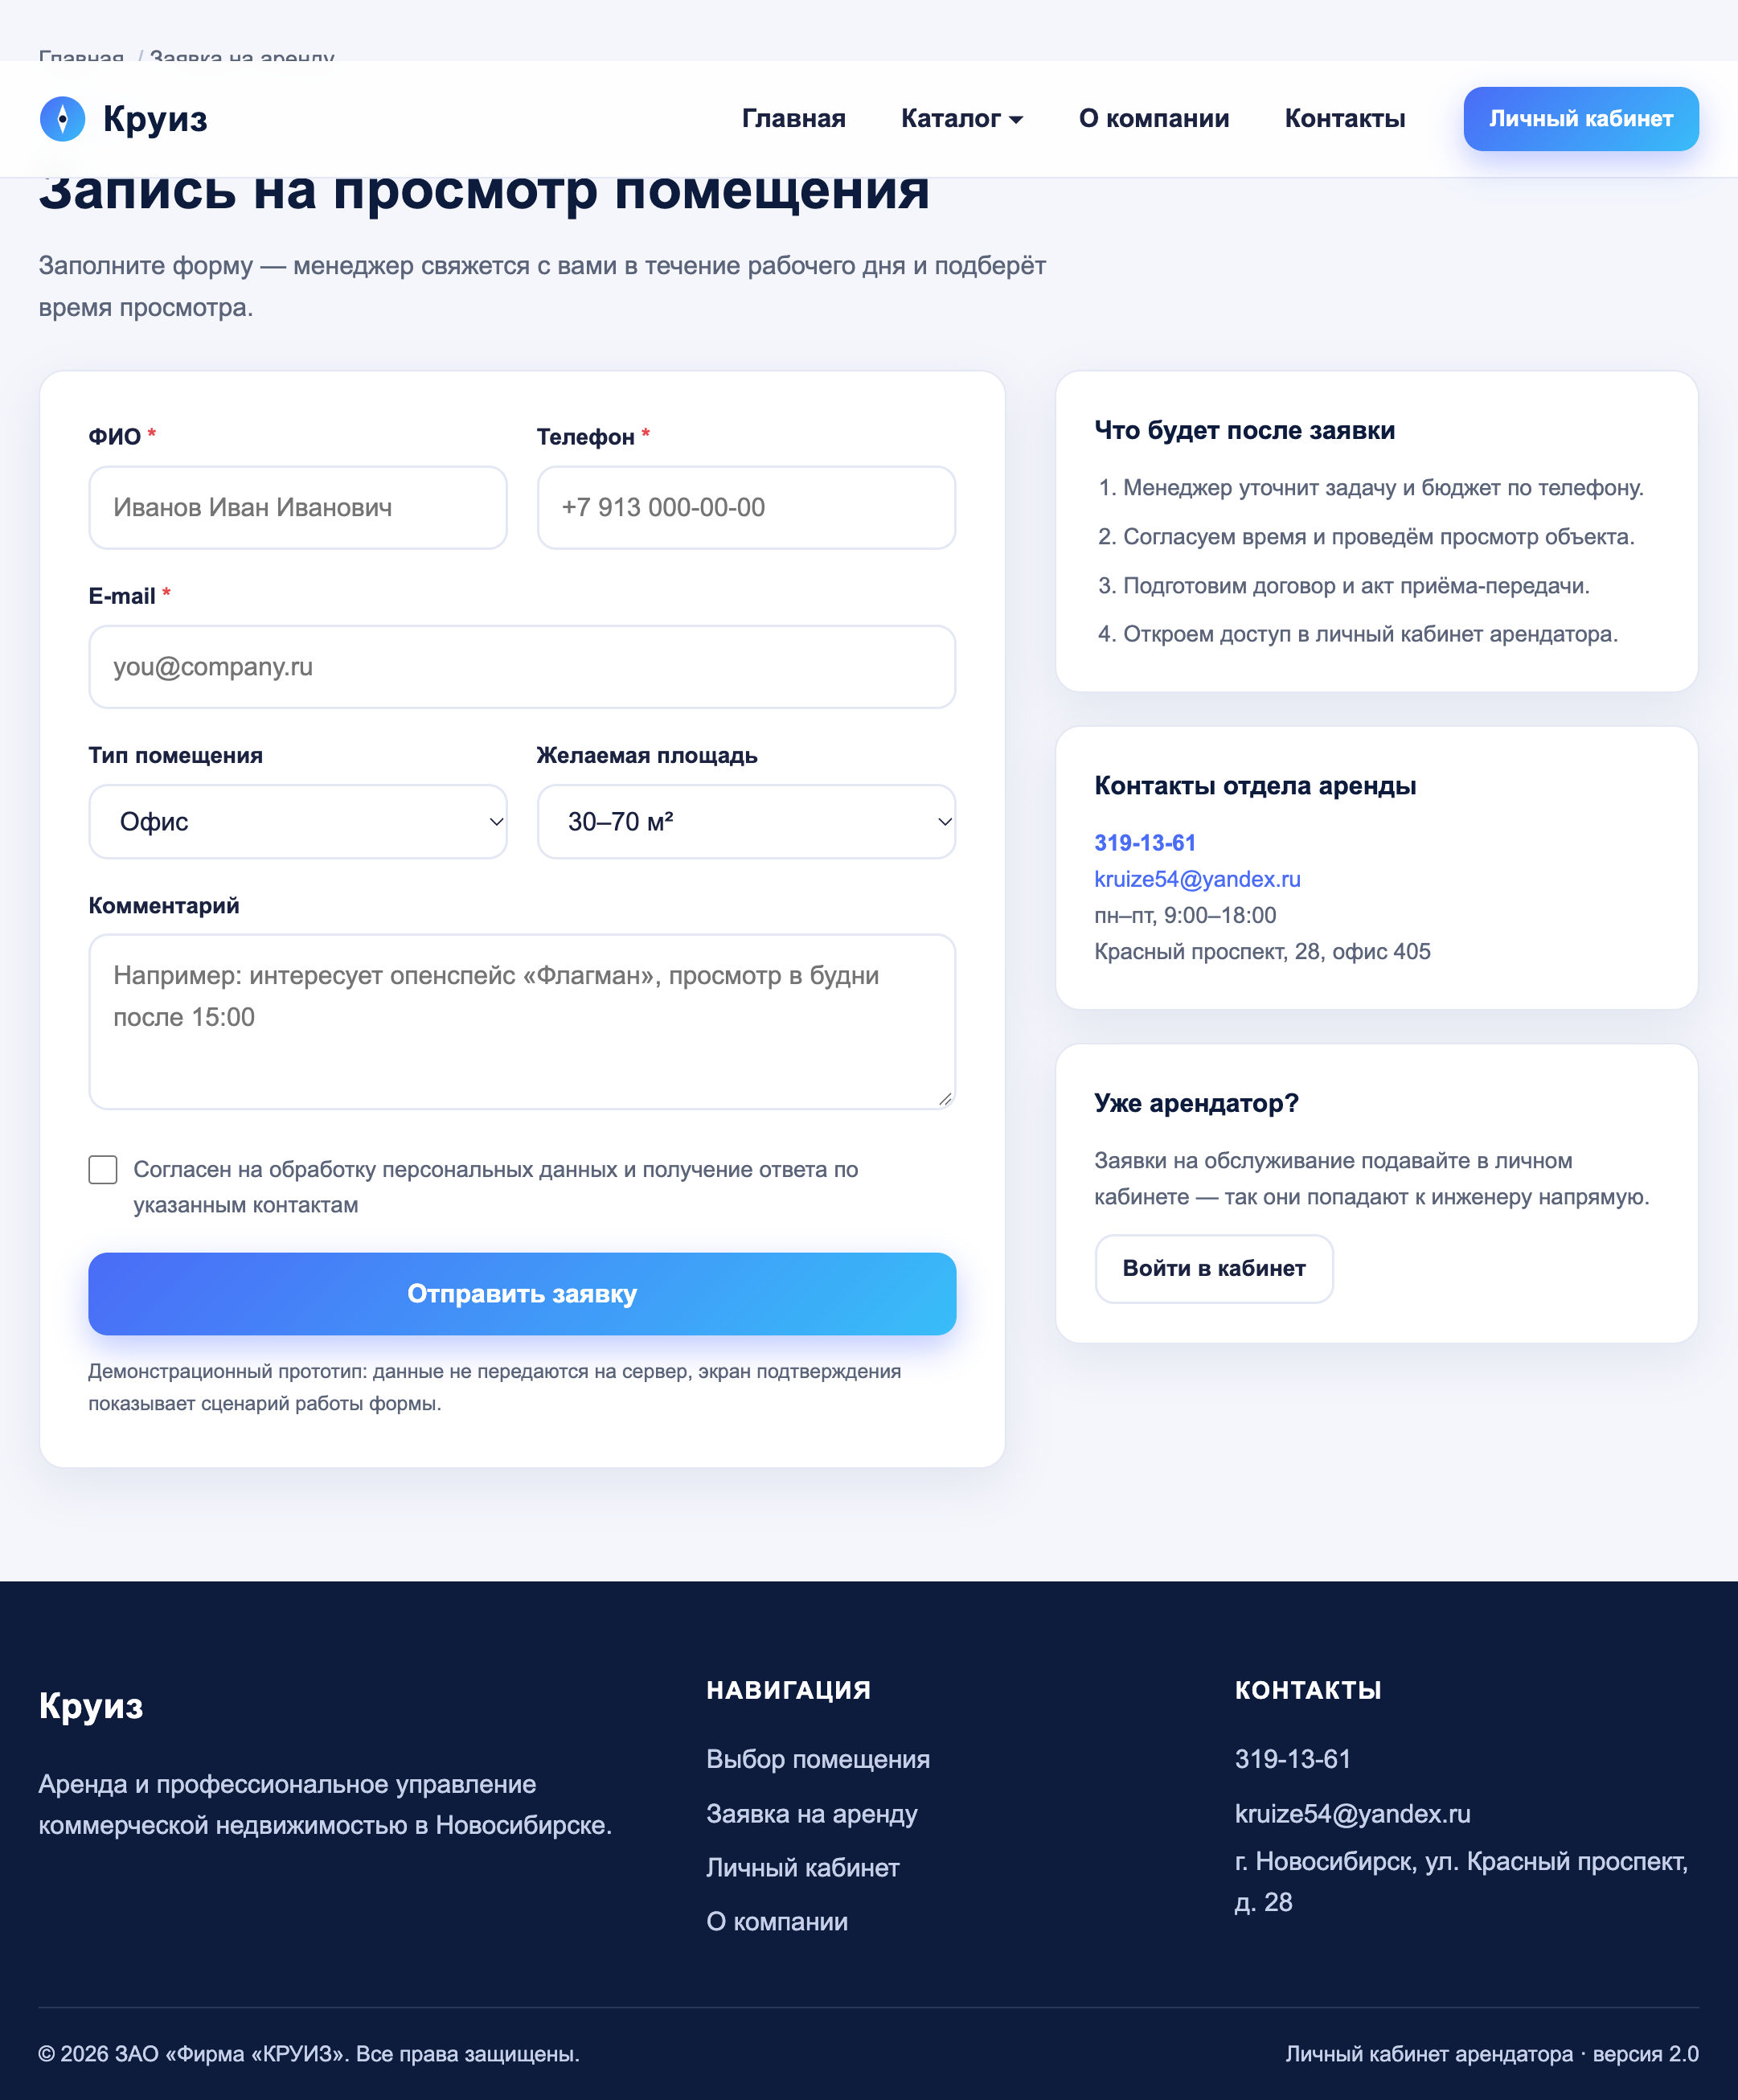 Главная / Заявка на аренду
Круиз
Главная
Каталог
О компании
Контакты
Личный кабинет
Запись на просмотр помещения
Заполните форму — менеджер свяжется с вами в течение рабочего дня и подберёт
время просмотра.
ФИО *
Телефон *
Иванов Иван Иванович
+7 913 000-00-00
E-mail *
you@company.ru
Тип помещения
Желаемая площадь
Офис
30–70 м²
Комментарий
Например: интересует опенспейс «Флагман», просмотр в будни
после 15:00
Согласен на обработку персональных данных и получение ответа по
указанным контактам
Отправить заявку
Демонстрационный прототип: данные не передаются на сервер, экран подтверждения
показывает сценарий работы формы.
Что будет после заявки
1. Менеджер уточнит задачу и бюджет по телефону.
2. Согласуем время и проведём просмотр объекта.
3. Подготовим договор и акт приёма-передачи.
4. Откроем доступ в личный кабинет арендатора.
Контакты отдела аренды
319-13-61
kruize54@yandex.ru
пн–пт, 9:00–18:00
Красный проспект, 28, офис 405
Уже арендатор?
Заявки на обслуживание подавайте в личном
кабинете — так они попадают к инженеру напрямую.
Войти в кабинет
Круиз
Аренда и профессиональное управление
коммерческой недвижимостью в Новосибирске.
НАВИГАЦИЯ
Выбор помещения
Заявка на аренду
Личный кабинет
О компании
КОНТАКТЫ
319-13-61
kruize54@yandex.ru
г. Новосибирск, ул. Красный проспект,
д. 28
© 2026 ЗАО «Фирма «КРУИЗ». Все права защищены.
Личный кабинет арендатора · версия 2.0